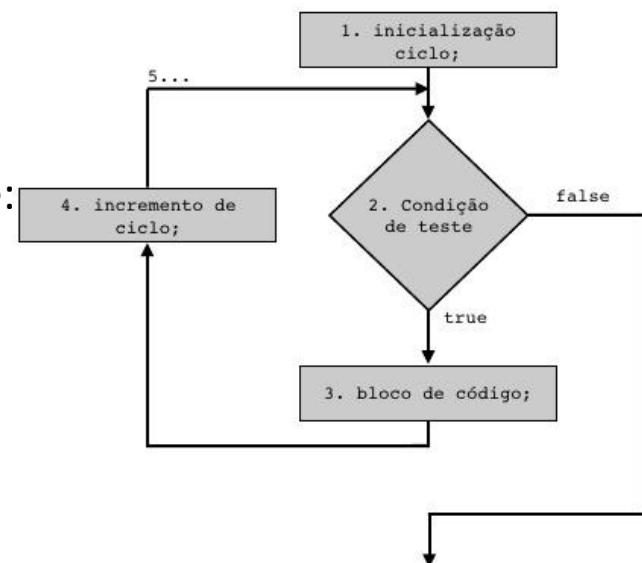 1. inicialização
ciclo;
5...
:
4. incremento de
ciclo;
2. Condição
de teste
false
true
3. bloco de código;